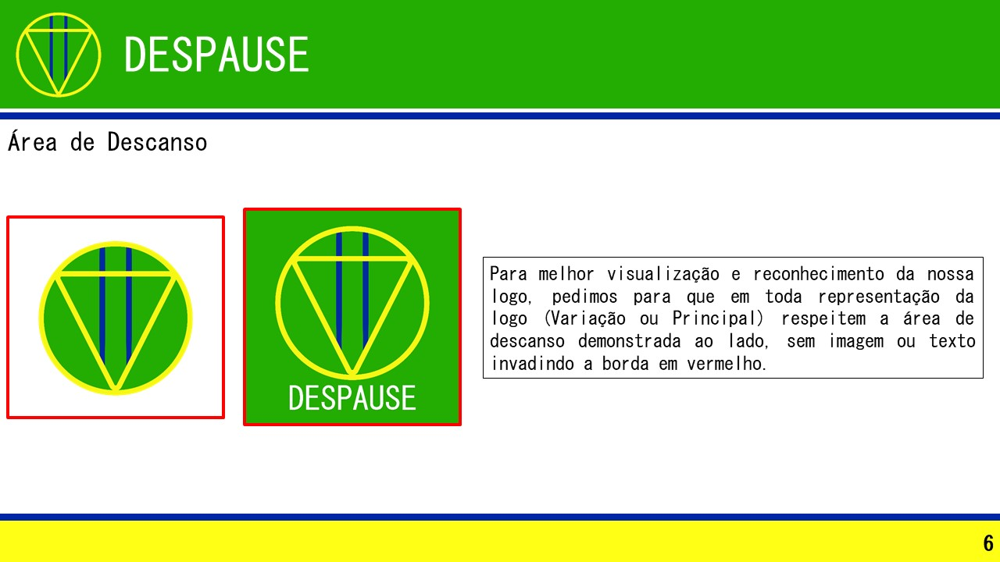 DESPAUSE
Área de Descanso
DESPAUSE
Para melhor visualização e reconhecimento da nossa
logo, pedimos para que em toda representação da
logo (Variação ou Principal) respeitem a área de
descanso demonstrada ao lado, sem imagem ou texto
invadindo a borda em vermelho.
6